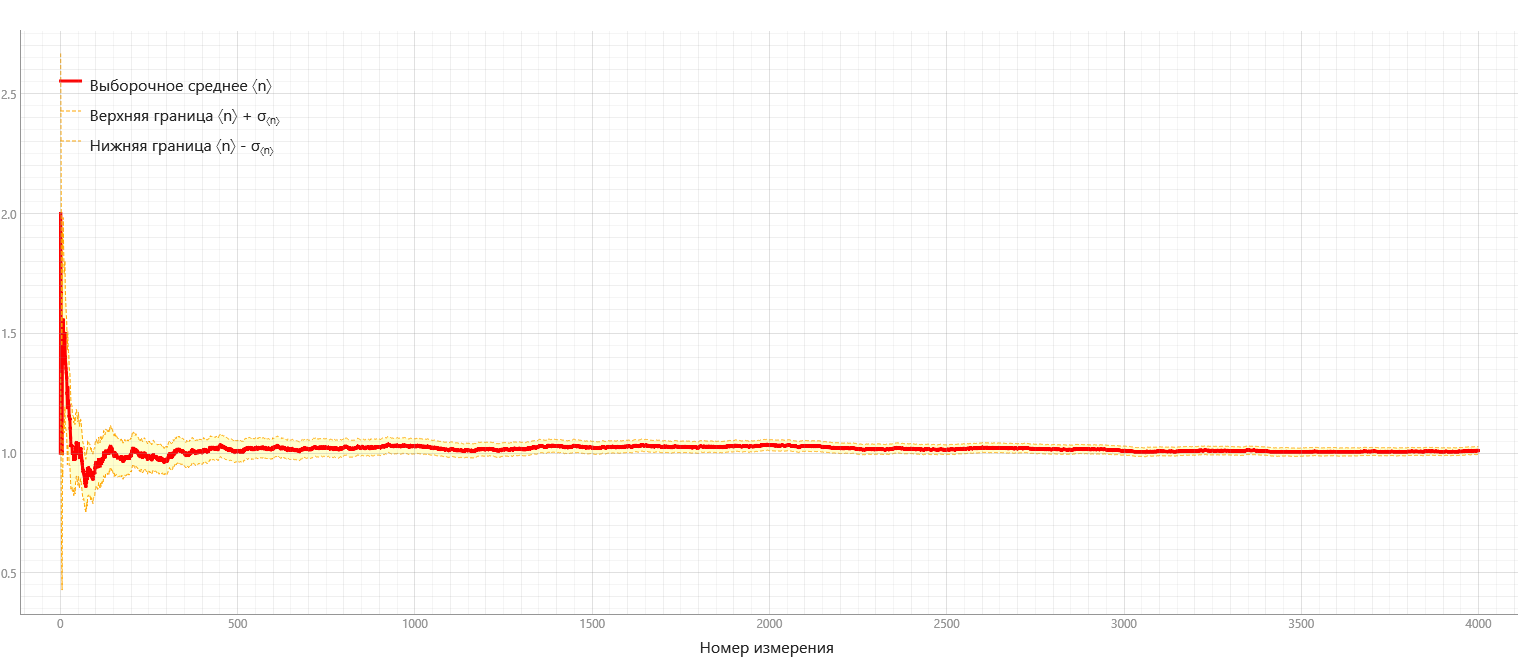 Выборочное среднее ⟨n⟩
Верхняя граница ⟨n⟩ + σ⟨n⟩
Нижняя граница ⟨n⟩ - σ⟨n⟩
2.5
2.0
1.5
1.0
0.5
0 500 1000 1500 2000 2500 3000 3500 4000
Номер измерения